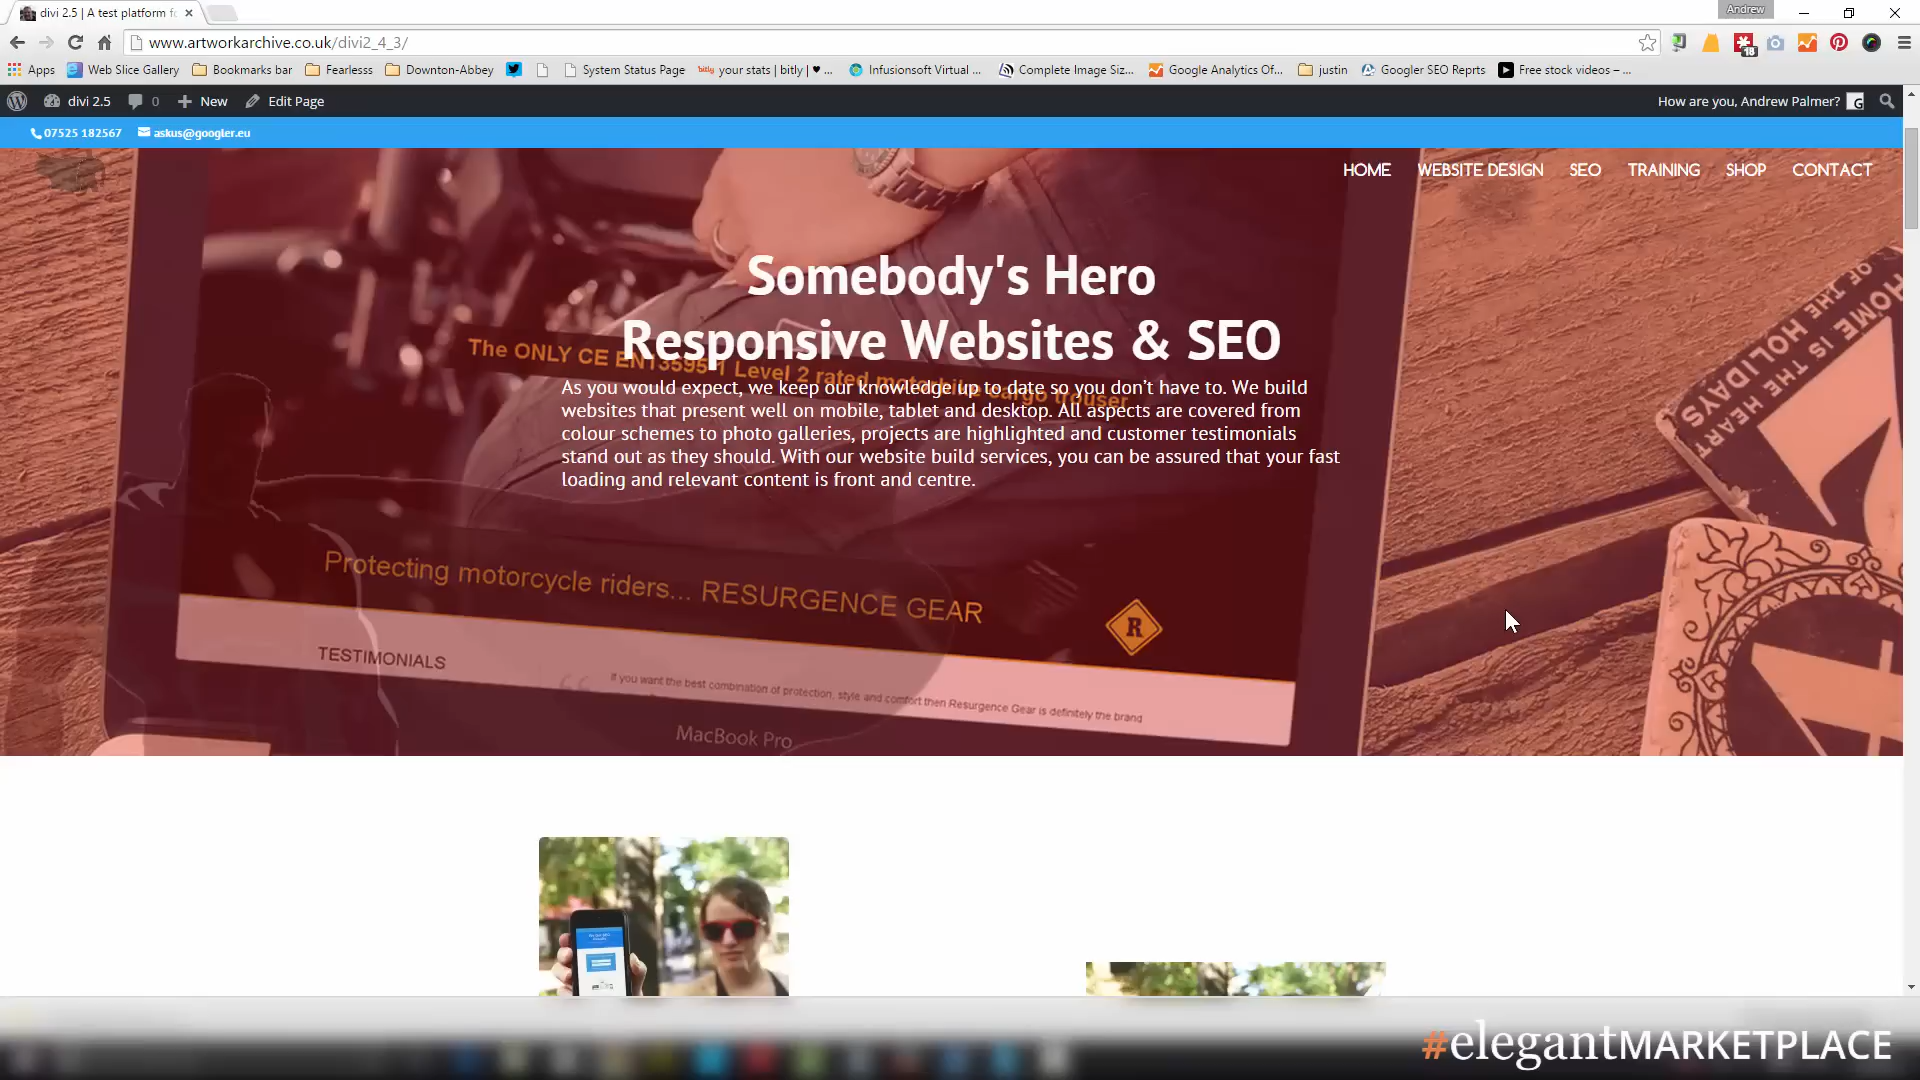 divi 2.5 | A test platform f
Andrew
www.artworkarchive.co.uk/divi2_4_3/
18
Apps
Web Slice Gallery
Bookmarks bar
Fearlesss
Downton-Abbey
System Status Page
bitly
your stats | bitly | ♥ ...
Infusionsoft Virtual ...
Complete Image Siz...
Google Analytics Of...
justin
Googler SEO Reprts
Free stock videos – ...
divi 2.5
0
New
Edit Page
How are you, Andrew Palmer?
G
07525 182567
askus@googler.eu
HOME
WEBSITE DESIGN
SEO
TRAINING
SHOP
CONTACT
Somebody's Hero
Responsive Websites & SEO
The ONLY CE EN13595-1 Level 2 rated motorbike cargo trouser
As you would expect, we keep our knowledge up to date so you don't have to. We build
websites that present well on mobile, tablet and desktop. All aspects are covered from
colour schemes to photo galleries, projects are highlighted and customer testimonials
stand out as they should. With our website build services, you can be assured that your fast
loading and relevant content is front and centre.
HOME IS THE HEART
OF THE HOLIDAYS
Protecting motorcycle riders... RESURGENCE GEAR
R
TESTIMONIALS
If you want the best combination of protection, style and comfort then Resurgence Gear is definitely the brand
MacBook Pro
#elegantMARKETPLACE